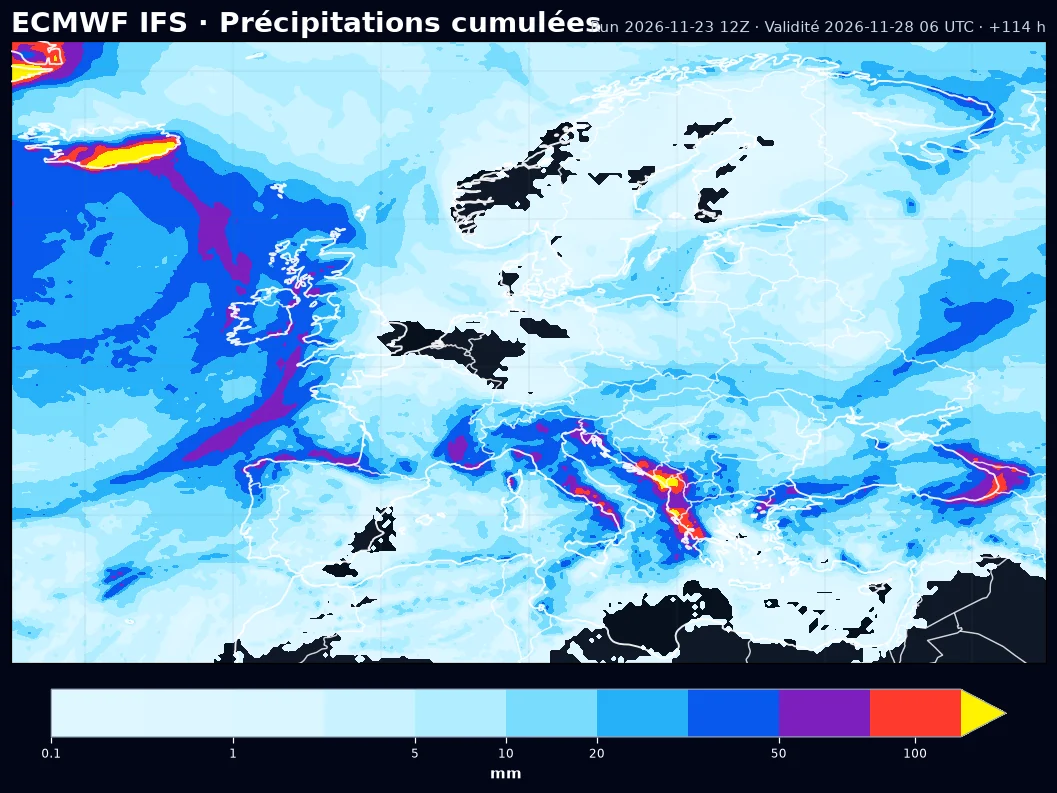 ECMWF IFS · Précipitations cumulées
Run 2026-11-23 12Z · Validité 2026-11-28 06 UTC · +114 h
0.1 1 5 10 20 50 100
mm